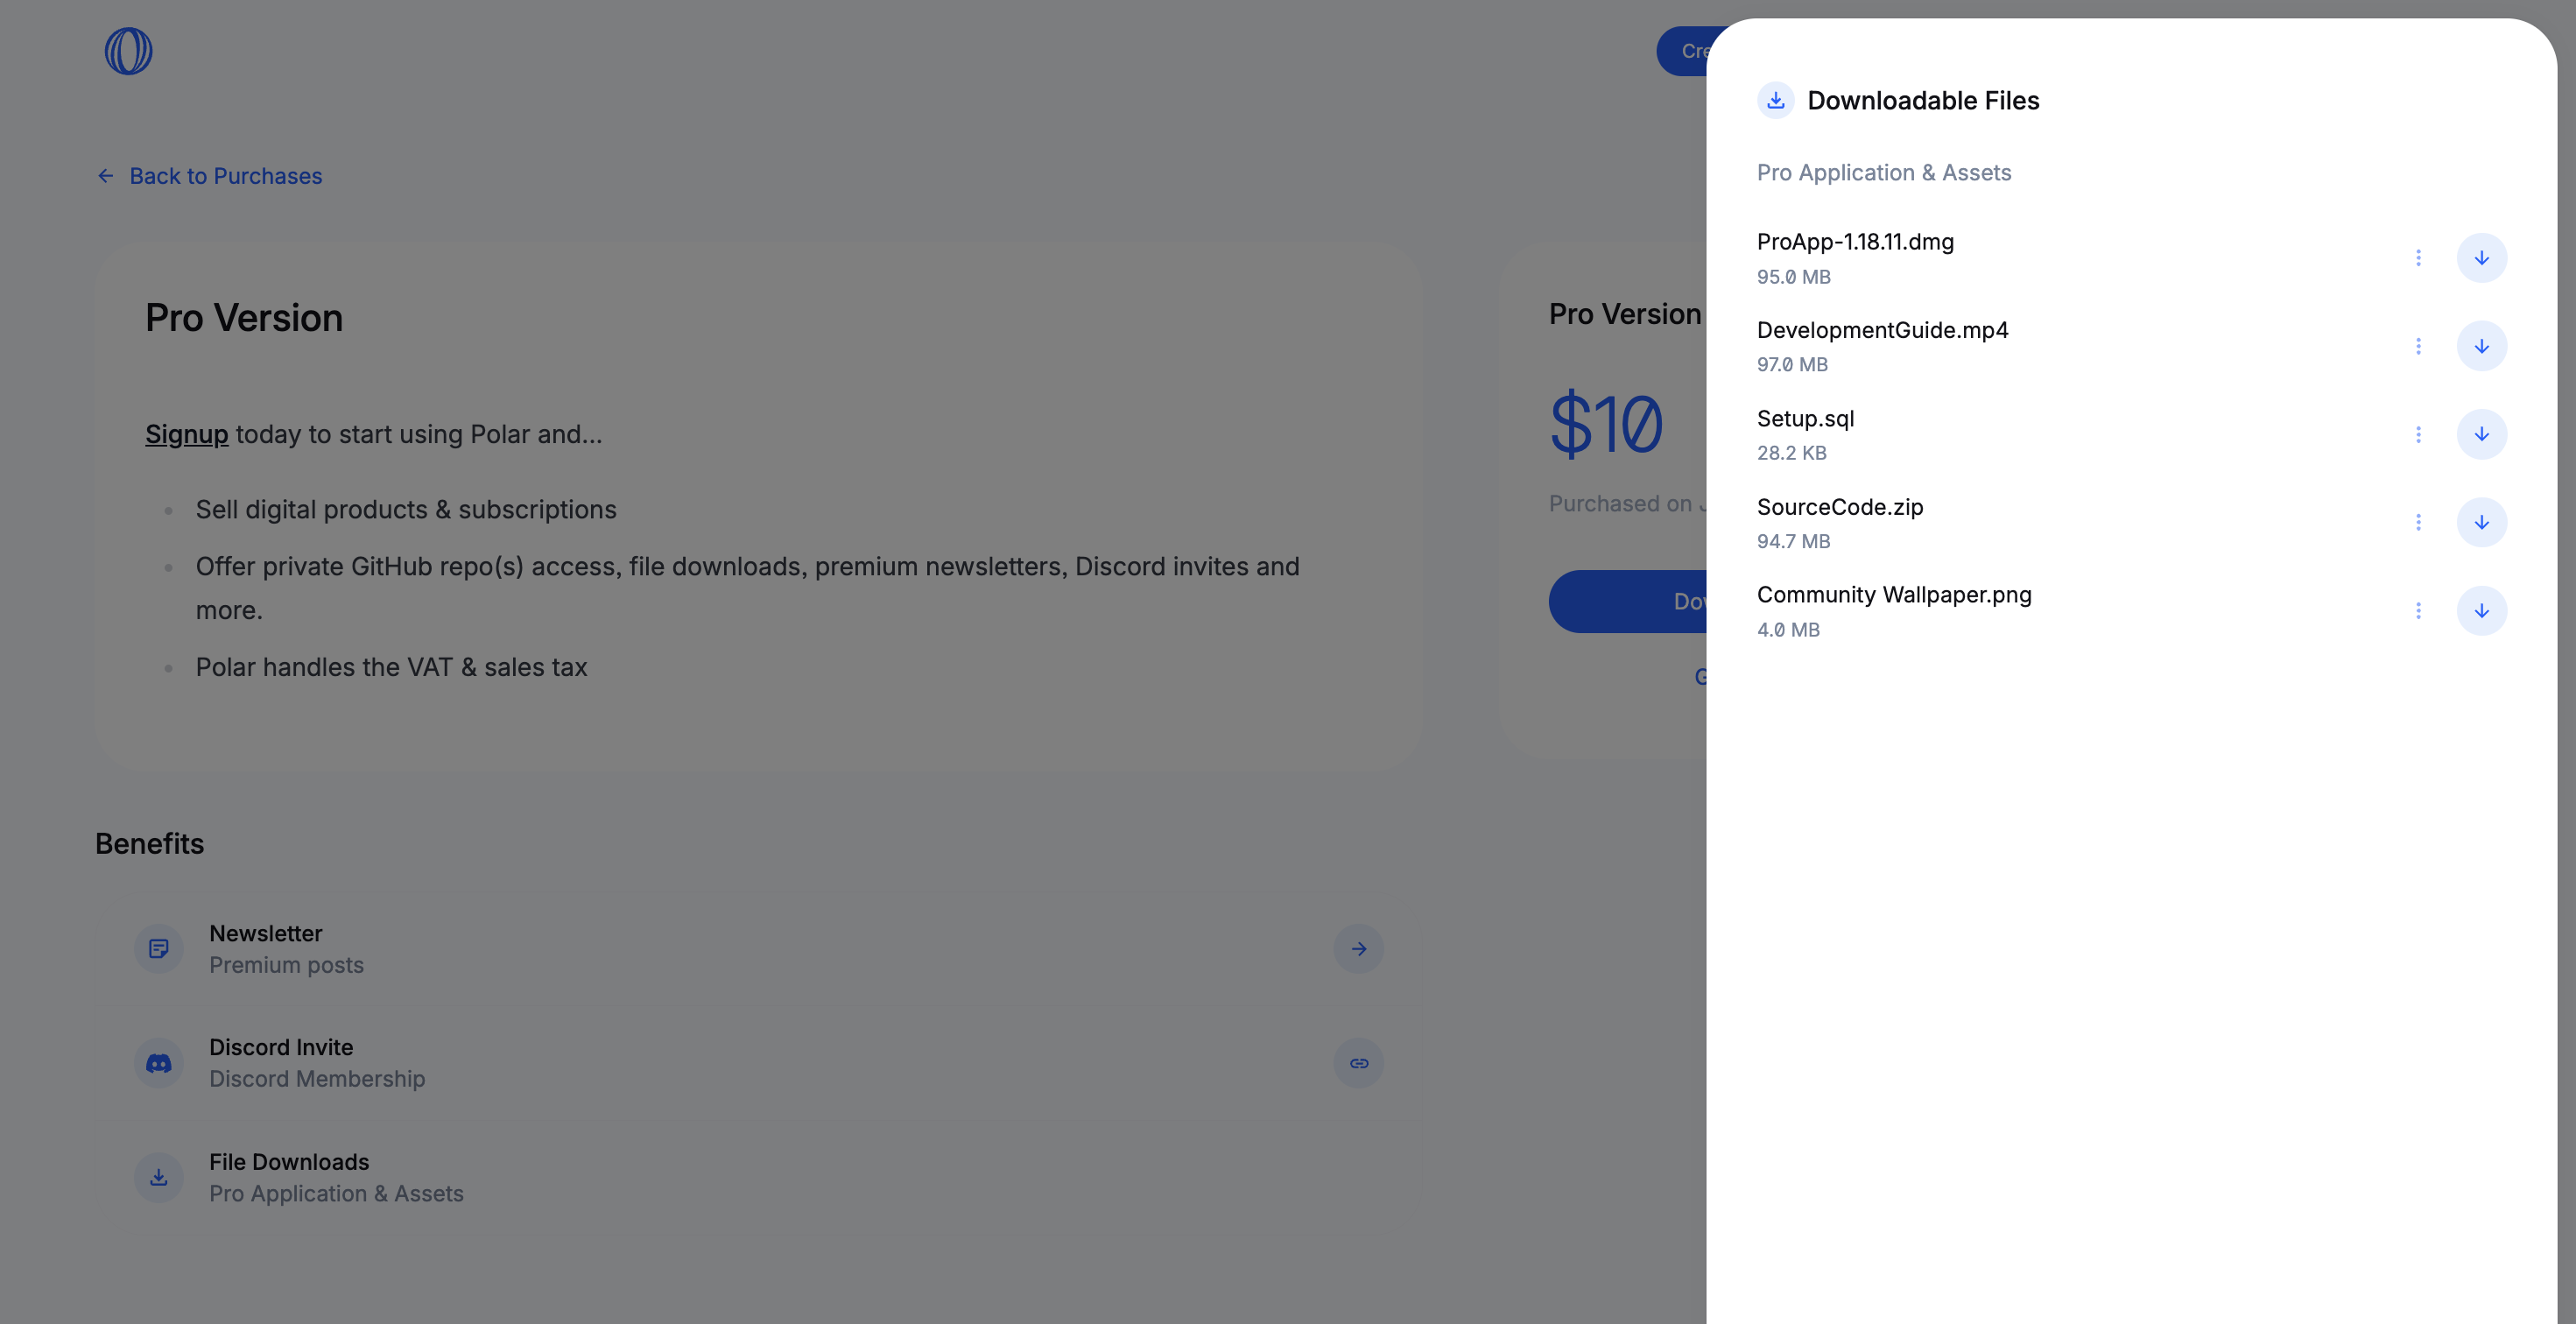 Back to Purchases
Pro Version
Signup today to start using Polar and...
Sell digital products & subscriptions
Offer private GitHub repo(s) access, file downloads, premium newsletters, Discord invites and
more.
Polar handles the VAT & sales tax
Pro Version
$10
Purchased on
Benefits
Newsletter
Premium posts
Discord Invite
Discord Membership
File Downloads
Pro Application & Assets
Downloadable Files
Pro Application & Assets
ProApp-1.18.11.dmg
95.0 MB
DevelopmentGuide.mp4
97.0 MB
Setup.sql
28.2 KB
SourceCode.zip
94.7 MB
Community Wallpaper.png
4.0 MB